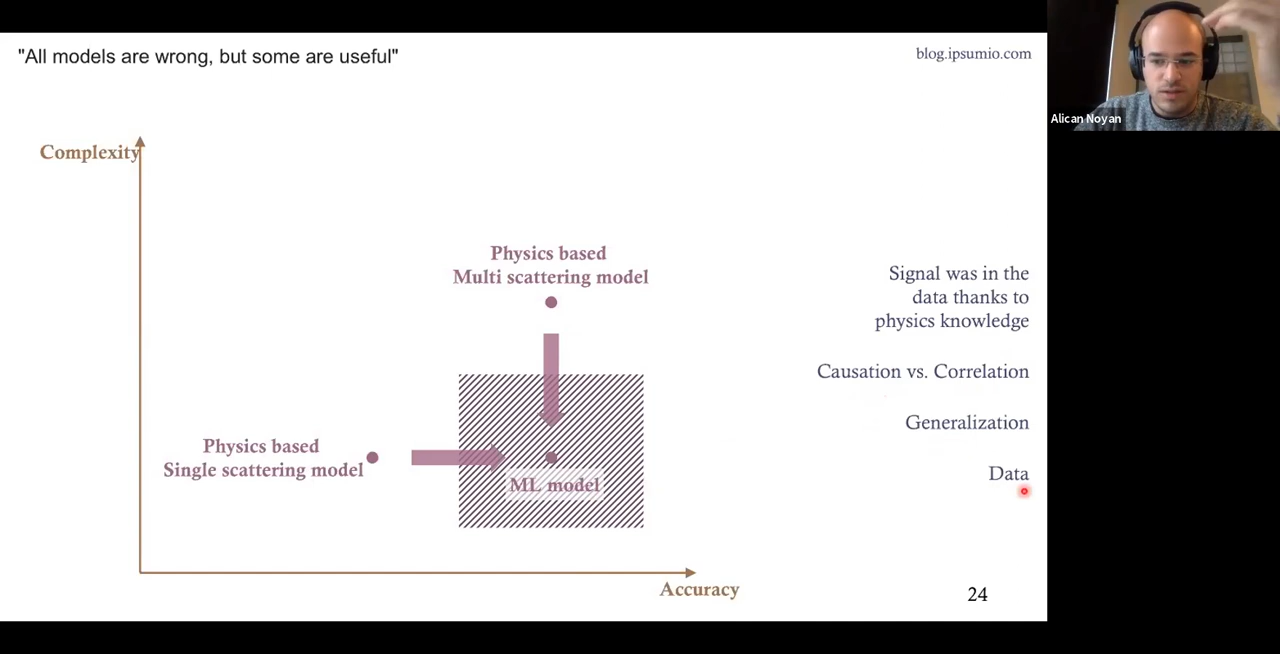 "All models are wrong, but some are useful"
blog.ipsumio.com
Alican Noyan
Complexity
Physics based
Multi scattering model
Signal was in the
data thanks to
physics knowledge
Causation vs. Correlation
Generalization
Physics based
Single scattering model
ML model
Data
Accuracy
24